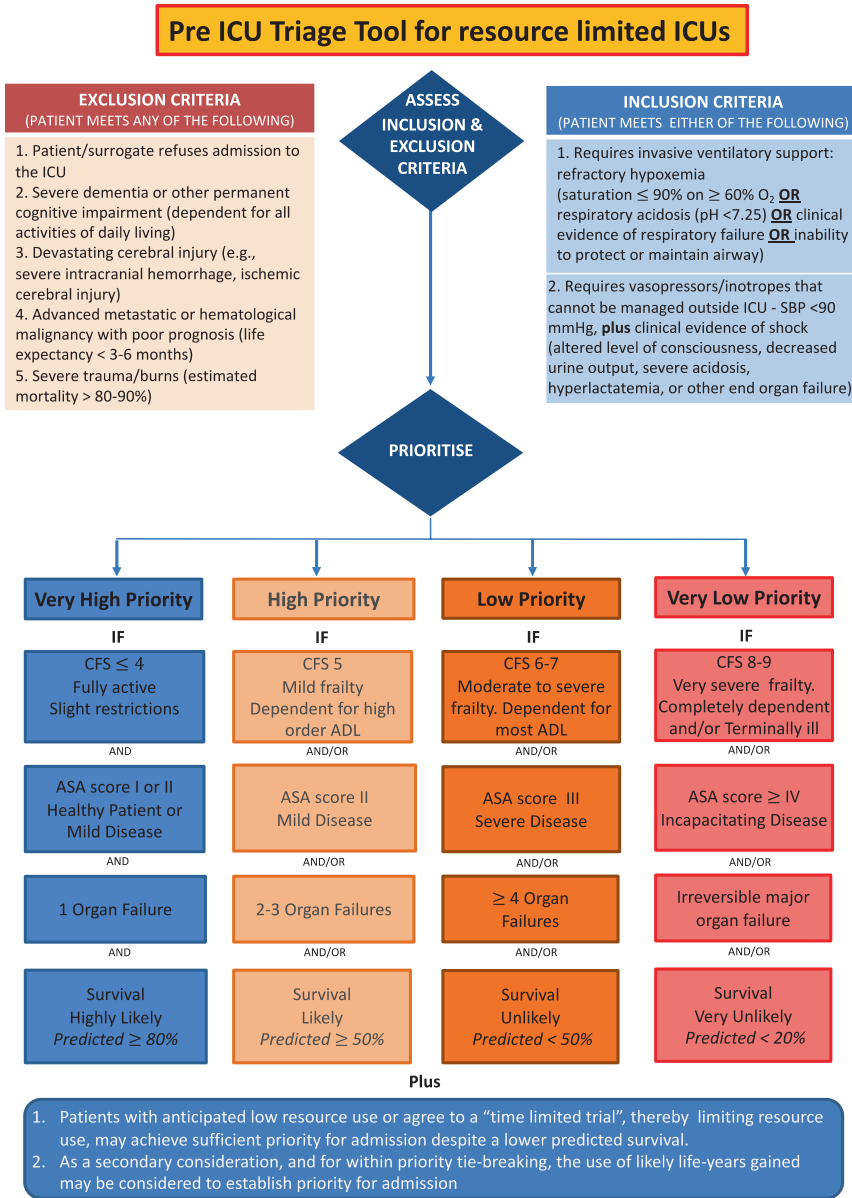 Pre ICU Triage Tool for resource limited ICUs
EXCLUSION CRITERIA
(PATIENT MEETS ANY OF THE FOLLOWING)
1. Patient/surrogate refuses admission to
the ICU
2. Severe dementia or other permanent
cognitive impairment (dependent for all
activities of daily living)
3. Devastating cerebral injury (e.g.,
severe intracranial hemorrhage, ischemic
cerebral injury)
4. Advanced metastatic or hematological
malignancy with poor prognosis (life
expectancy < 3-6 months)
5. Severe trauma/burns (estimated
mortality > 80-90%)
ASSESS
INCLUSION &
EXCLUSION
CRITERIA
INCLUSION CRITERIA
(PATIENT MEETS EITHER OF THE FOLLOWING)
1. Requires invasive ventilatory support:
refractory hypoxemia
(saturation ≤ 90% on ≥ 60% O₂ OR
respiratory acidosis (pH <7.25) OR clinical
evidence of respiratory failure OR inability
to protect or maintain airway)
2. Requires vasopressors/inotropes that
cannot be managed outside ICU - SBP <90
mmHg, plus clinical evidence of shock
(altered level of consciousness, decreased
urine output, severe acidosis,
hyperlactatemia, or other end organ failure)
PRIORITISE
Very High Priority
IF
CFS ≤ 4
Fully active
Slight restrictions
AND
ASA score I or II
Healthy Patient or
Mild Disease
AND
1 Organ Failure
AND
Survival
Highly Likely
Predicted ≥ 80%
High Priority
IF
CFS 5
Mild frailty
Dependent for high
order ADL
AND/OR
ASA score II
Mild Disease
AND/OR
2-3 Organ Failures
AND/OR
Survival
Likely
Predicted ≥ 50%
Low Priority
IF
CFS 6-7
Moderate to severe
frailty. Dependent for
most ADL
AND/OR
ASA score III
Severe Disease
AND/OR
≥ 4 Organ
Failures
AND/OR
Survival
Unlikely
Predicted < 50%
Very Low Priority
IF
CFS 8-9
Very severe frailty.
Completely dependent
and/or Terminally ill
AND/OR
ASA score ≥ IV
Incapacitating Disease
AND/OR
Irreversible major
organ failure
AND/OR
Survival
Very Unlikely
Predicted < 20%
Plus
1. Patients with anticipated low resource use or agree to a “time limited trial”, thereby limiting resource
use, may achieve sufficient priority for admission despite a lower predicted survival.
2. As a secondary consideration, and for within priority tie-breaking, the use of likely life-years gained
may be considered to establish priority for admission